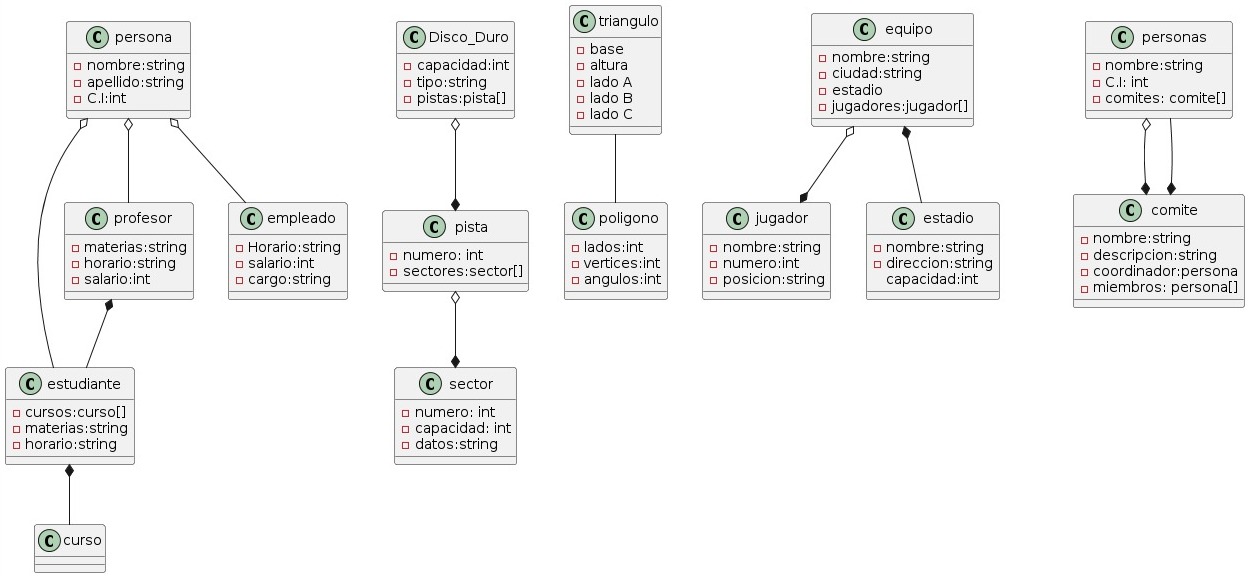 C persona
nombre:string
apellido:string
C.I:int
C Disco_Duro
capacidad:int
tipo:string
pistas:pista[]
C triangulo
base
altura
lado A
lado B
lado C
C equipo
nombre:string
ciudad:string
estadio
jugadores:jugador[]
C personas
nombre:string
C.I: int
comites: comite[]
C profesor
materias:string
horario:string
salario:int
C empleado
Horario:string
salario:int
cargo:string
C pista
numero: int
sectores:sector[]
C poligono
lados:int
vertices:int
angulos:int
C jugador
nombre:string
numero:int
posicion:string
C estadio
nombre:string
direccion:string
capacidad:int
C comite
nombre:string
descripcion:string
coordinador:persona
miembros: persona[]
C estudiante
cursos:curso[]
materias:string
horario:string
C sector
numero: int
capacidad: int
datos:string
C curso